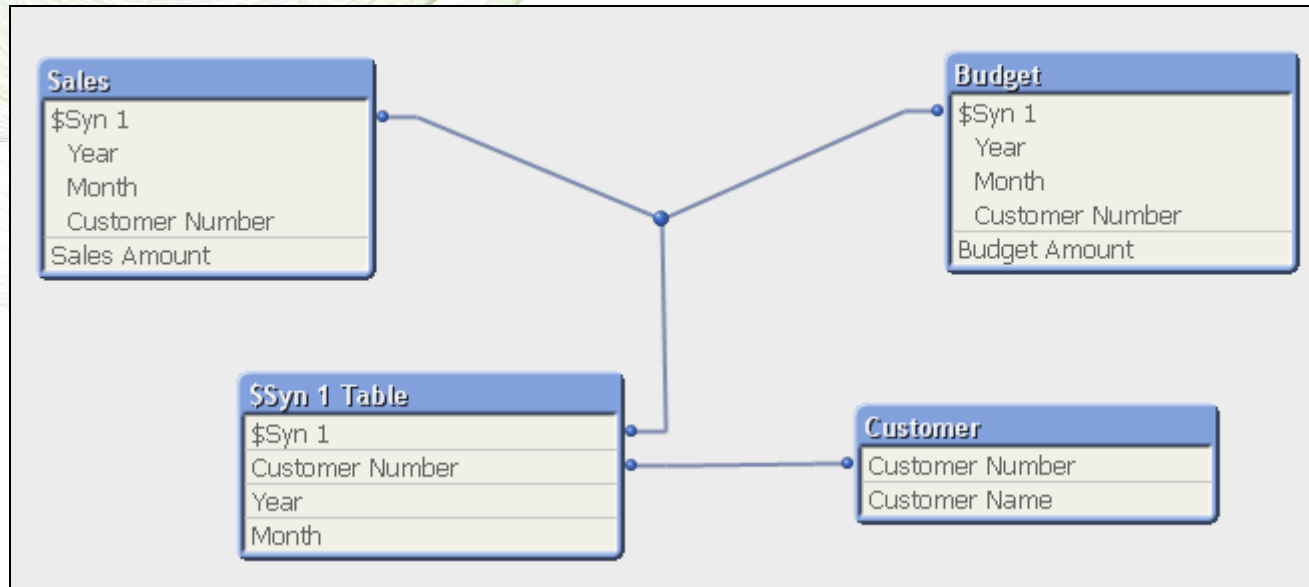 Sales
$Syn 1
Year
Month
Customer Number
Sales Amount
Budget
$Syn 1
Year
Month
Customer Number
Budget Amount
$Syn 1 Table
$Syn 1
Customer Number
Year
Month
Customer
Customer Number
Customer Name